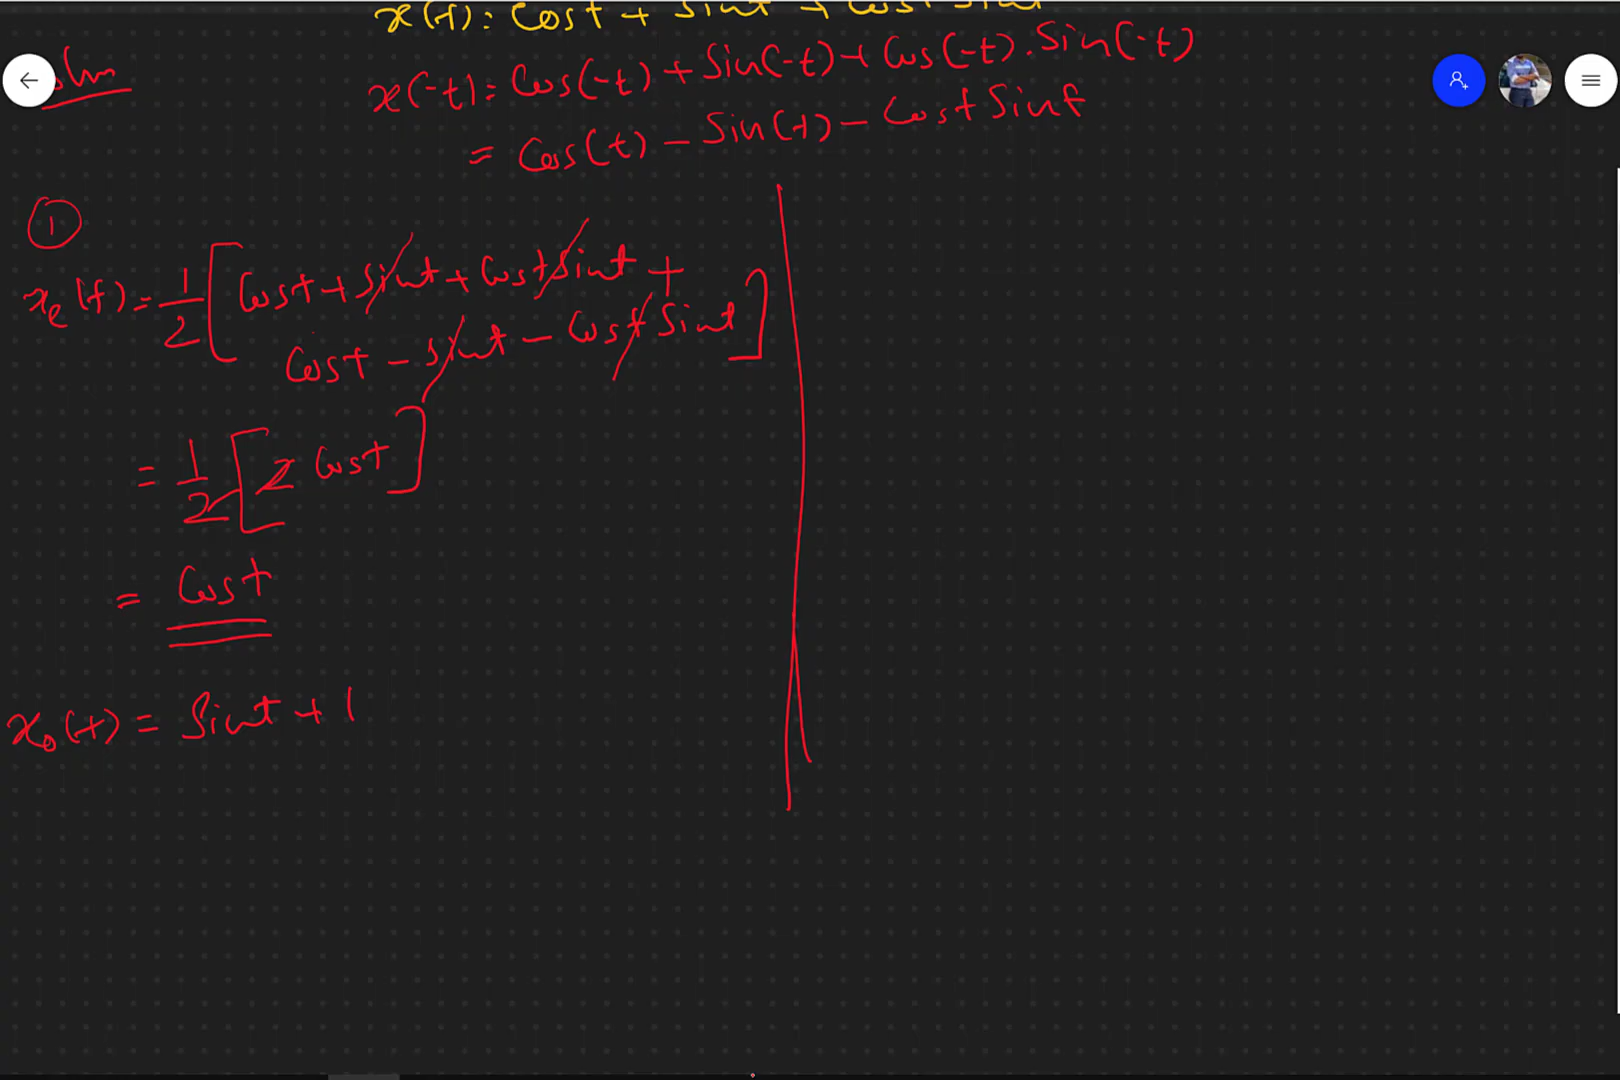 x(t): Cost + Sint + Cost Sint
Soln
x(-t): Cos(-t) + Sin(-t) + Cos(-t) . Sin(-t)
= Cos(t) - Sin(t) - Cost Sint
1
xe(t) = 1/2 [ Cost + Sint + Cost Sint +
Cost - Sint - Cost Sint ]
= 1/2 [ 2 Cost ]
= Cost
xo(t) = Sint +